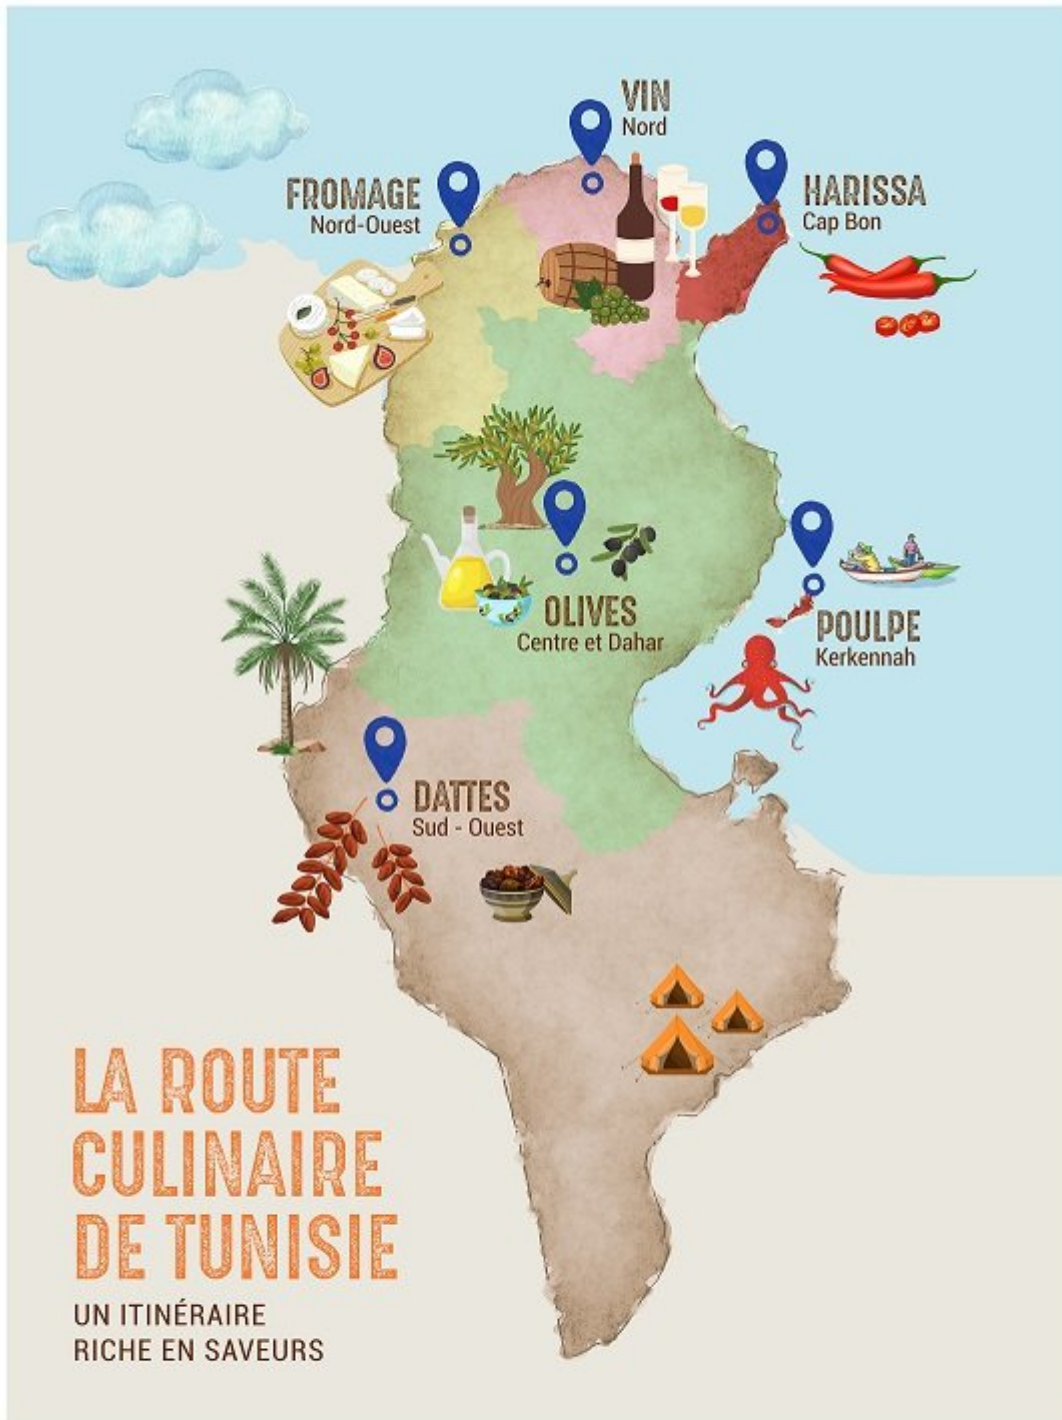 VIN
Nord
FROMAGE
Nord-Ouest
HARISSA
Cap Bon
OLIVES
Centre et Dahar
POULPE
Kerkennah
DATTES
Sud - Ouest
LA ROUTE
CULINAIRE
DE TUNISIE
UN ITINÉRAIRE
RICHE EN SAVEURS